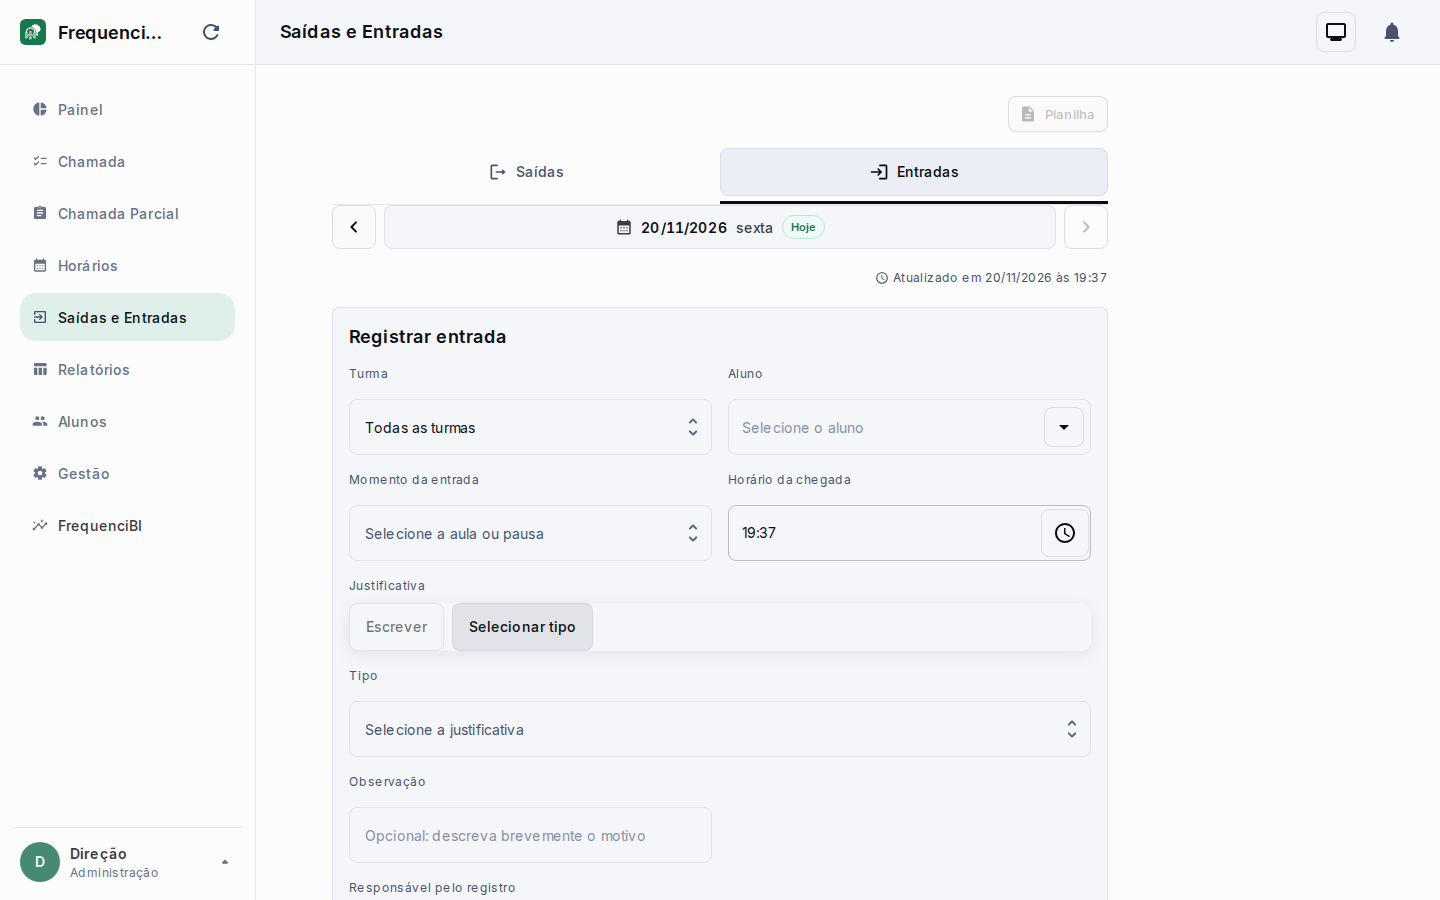 Frequenci...
Saídas e Entradas
Painel
Chamada
Chamada Parcial
Horários
Saídas e Entradas
Relatórios
Alunos
Gestão
FrequenciBI
D
Direção
Administração
Planilha
Saídas
Entradas
20/11/2026 sexta Hoje
Atualizado em 20/11/2026 às 19:37
Registrar entrada
Turma
Aluno
Todas as turmas
Selecione o aluno
Momento da entrada
Horário da chegada
Selecione a aula ou pausa
19:37
Justificativa
Escrever
Selecionar tipo
Tipo
Selecione a justificativa
Observação
Opcional: descreva brevemente o motivo
Responsável pelo registro